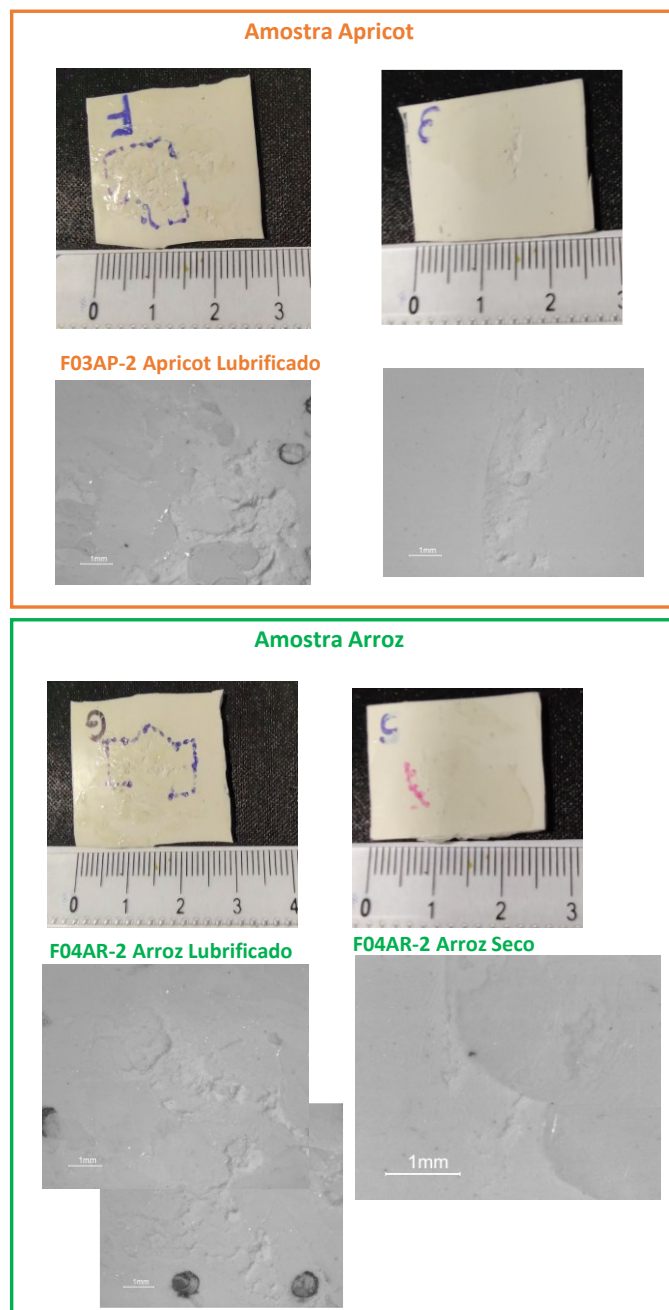 Amostra Apricot
0 1 2 3
0 1 2 3
F03AP-2 Apricot Lubrificado
1mm
1mm
Amostra Arroz
0 1 2 3 4
0 1 2 3
F04AR-2 Arroz Lubrificado
F04AR-2 Arroz Seco
1mm
1mm
1mm